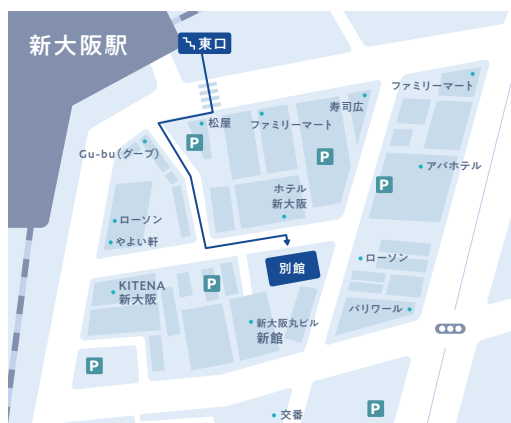 新大阪駅
東口
ファミリーマート
寿司広
松屋
ファミリーマート
P
P
Gu-bu(グーブ)
アパホテル
P
ホテル
新大阪
ローソン
やよい軒
ローソン
別館
KITENA
新大阪
P
バリワール
新大阪丸ビル
新館
P
交番
P